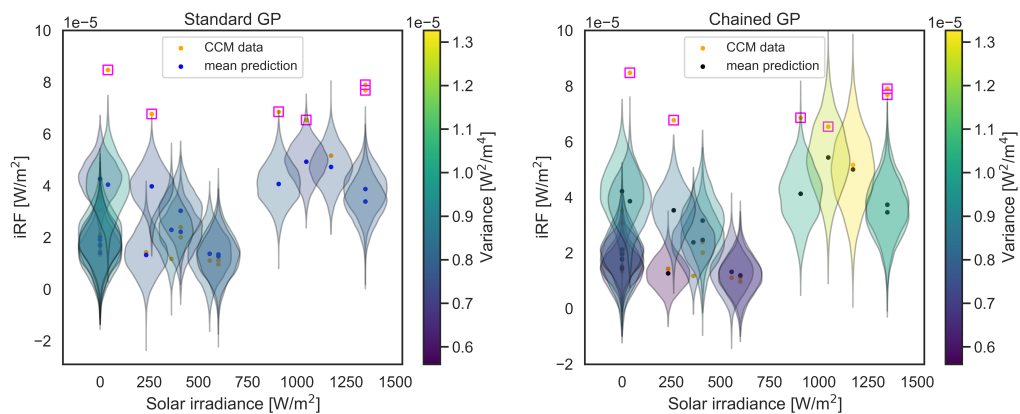 Standard GP
1e−5
CCM data
mean prediction
10
8
6
4
2
0
−2
iRF [W/m²]
0
250
500
750
1000
1250
1500
Solar irradiance [W/m²]
1e−5
1.3
1.2
1.1
1.0
0.9
0.8
0.7
0.6
Variance [W²/m⁴]
Chained GP
1e−5
CCM data
mean prediction
10
8
6
4
2
0
−2
iRF [W/m²]
0
250
500
750
1000
1250
1500
Solar irradiance [W/m²]
1e−5
1.3
1.2
1.1
1.0
0.9
0.8
0.7
0.6
Variance [W²/m⁴]